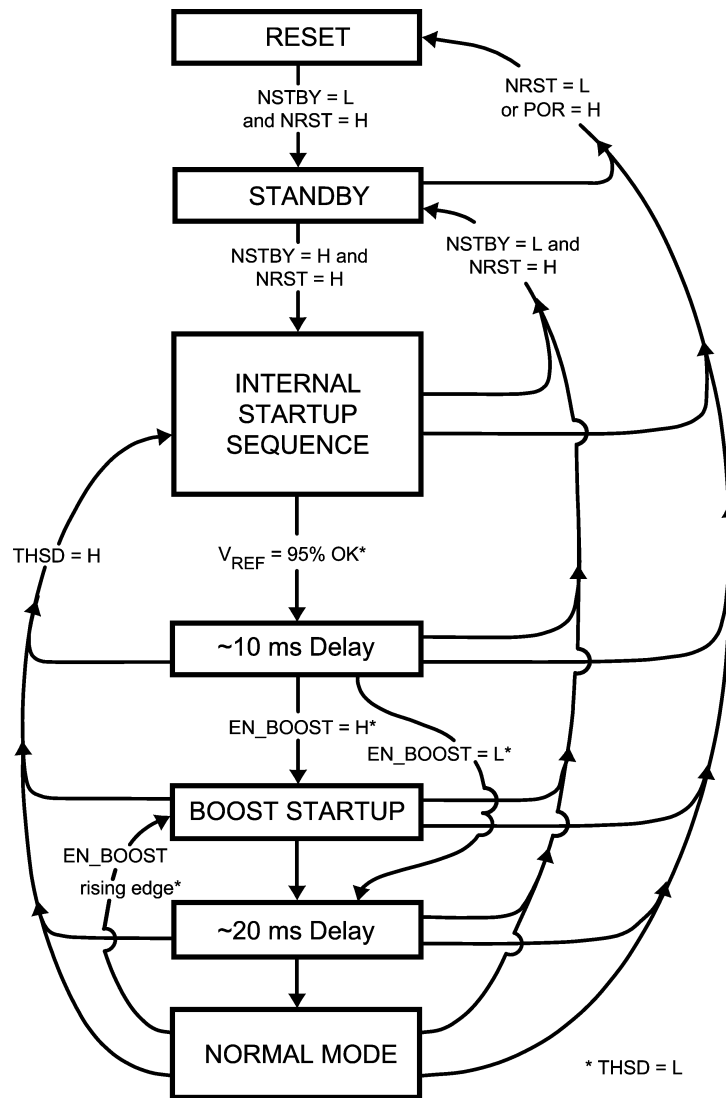 RESET
NSTBY = L
and NRST = H
NRST = L
or POR = H
STANDBY
NSTBY = H and
NRST = H
NSTBY = L and
NRST = H
INTERNAL
STARTUP
SEQUENCE
THSD = H
VREF = 95% OK*
~10 ms Delay
EN_BOOST = H*
EN_BOOST = L*
BOOST STARTUP
EN_BOOST
rising edge*
~20 ms Delay
NORMAL MODE
* THSD = L